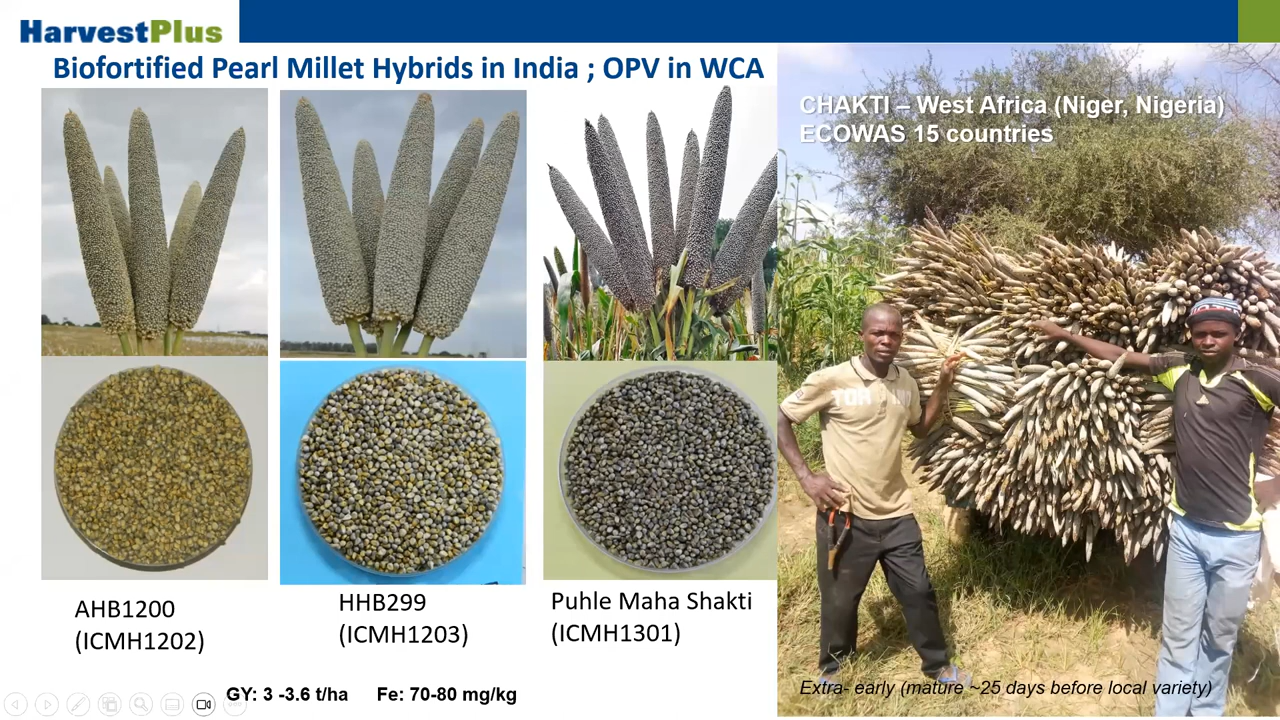 HarvestPlus
Biofortified Pearl Millet Hybrids in India ; OPV in WCA
CHAKTI – West Africa (Niger, Nigeria)
ECOWAS 15 countries
AHB1200
(ICMH1202)
HHB299
(ICMH1203)
Puhle Maha Shakti
(ICMH1301)
GY: 3 -3.6 t/ha Fe: 70-80 mg/kg
Extra- early (mature ~25 days before local variety)